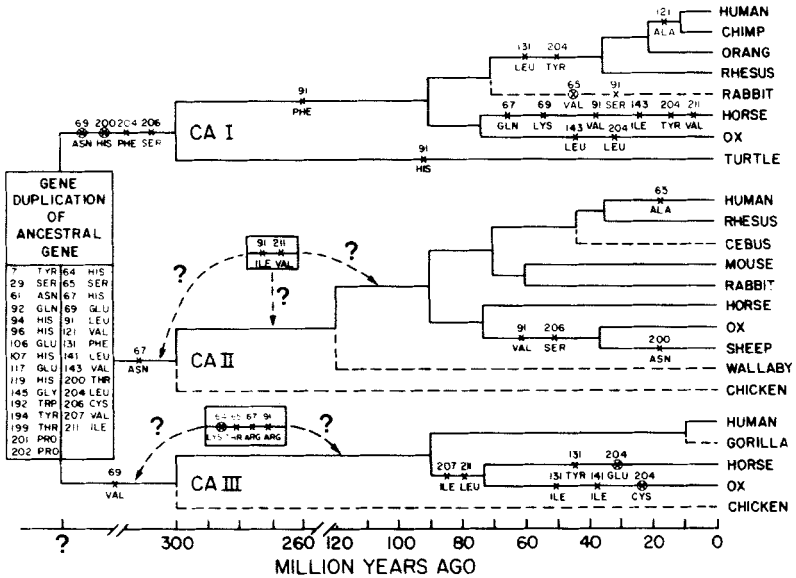 121
ALA
HUMAN
CHIMP
ORANG
RHESUS
131 204
LEU TYR
65 91
VAL SER
RABBIT
91
PHE
67 69 91 143 204 211
GLN LYS VAL ILE TYR VAL
HORSE
69 200 204 206
ASN HIS PHE SER
CA I
143 204
LEU LEU
OX
91
HIS
TURTLE
GENE
DUPLICATION
OF
ANCESTRAL
GENE
7 TYR 64 HIS
29 SER 65 SER
61 ASN 67 HIS
92 GLN 69 GLU
94 HIS 91 LEU
96 HIS 121 VAL
106 GLU 131 PHE
107 HIS 141 LEU
117 GLU 143 VAL
119 HIS 200 THR
145 GLY 204 LEU
192 TRP 206 CYS
194 TYR 207 VAL
199 THR 211 ILE
201 PRO
202 PRO
65
ALA
HUMAN
RHESUS
CEBUS
91 211
ILE VAL
? ? ?
MOUSE
RABBIT
HORSE
91 206
VAL SER
OX
200
ASN
SHEEP
67
ASN
CA II
WALLABY
CHICKEN
64 65 67 91
LYS THR ARG ARG
? ?
HUMAN
GORILLA
69
VAL
CA III
207 211
ILE LEU
131 204
TYR GLU
HORSE
131 141 204
ILE ILE CYS
OX
CHICKEN
? 300 260 120 100 80 60 40 20 0
MILLION YEARS AGO